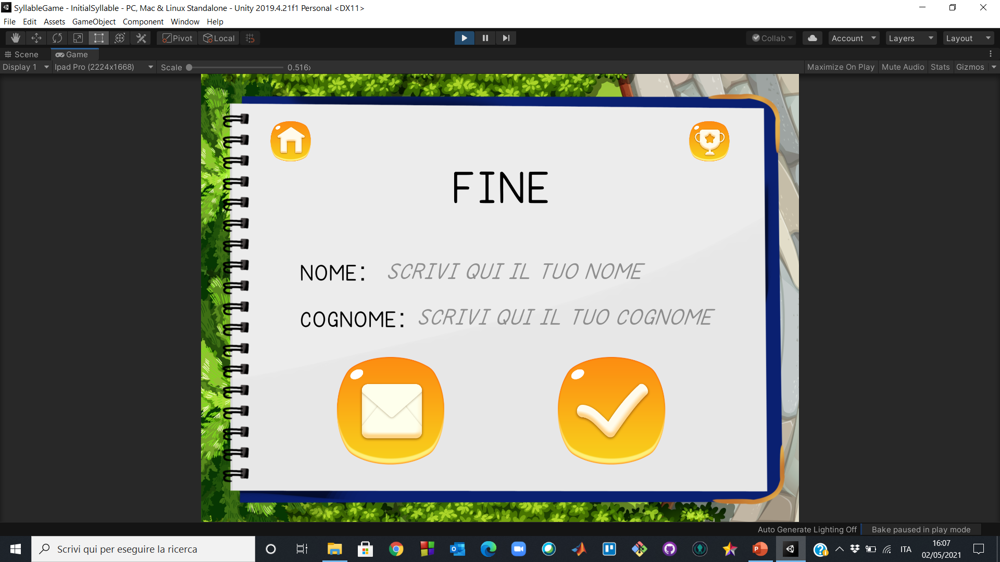 SyllableGame - InitialSyllable - PC, Mac & Linux Standalone - Unity 2019.4.21f1 Personal <DX11>
File Edit Assets GameObject Component Window Help
Pivot Local Collab Account Layers Layout
Scene Game
Display 1 Ipad Pro (2224x1668) Scale 0.516x Maximize On Play Mute Audio Stats Gizmos
FINE
NOME: SCRIVI QUI IL TUO NOME
COGNOME: SCRIVI QUI IL TUO COGNOME
Auto Generate Lighting Off Bake paused in play mode
Scrivi qui per eseguire la ricerca
ITA
16:07
02/05/2021